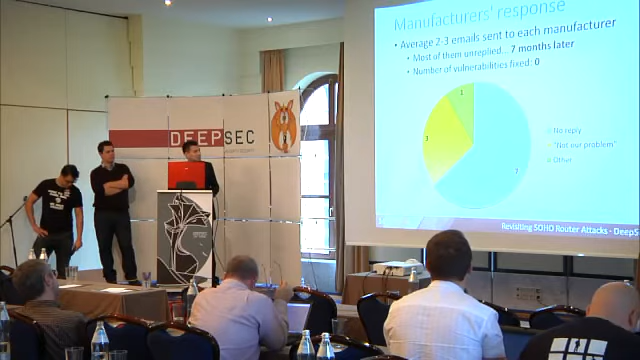 Manufacturers' response
• Average 2-3 emails sent to each manufacturer
• Most of them unreplied... 7 months later
• Number of vulnerabilities fixed: 0
1
3
7
No reply
"Not our problem"
Other
DEEPSEC
Revisiting SOHO Router Attacks - DeepS